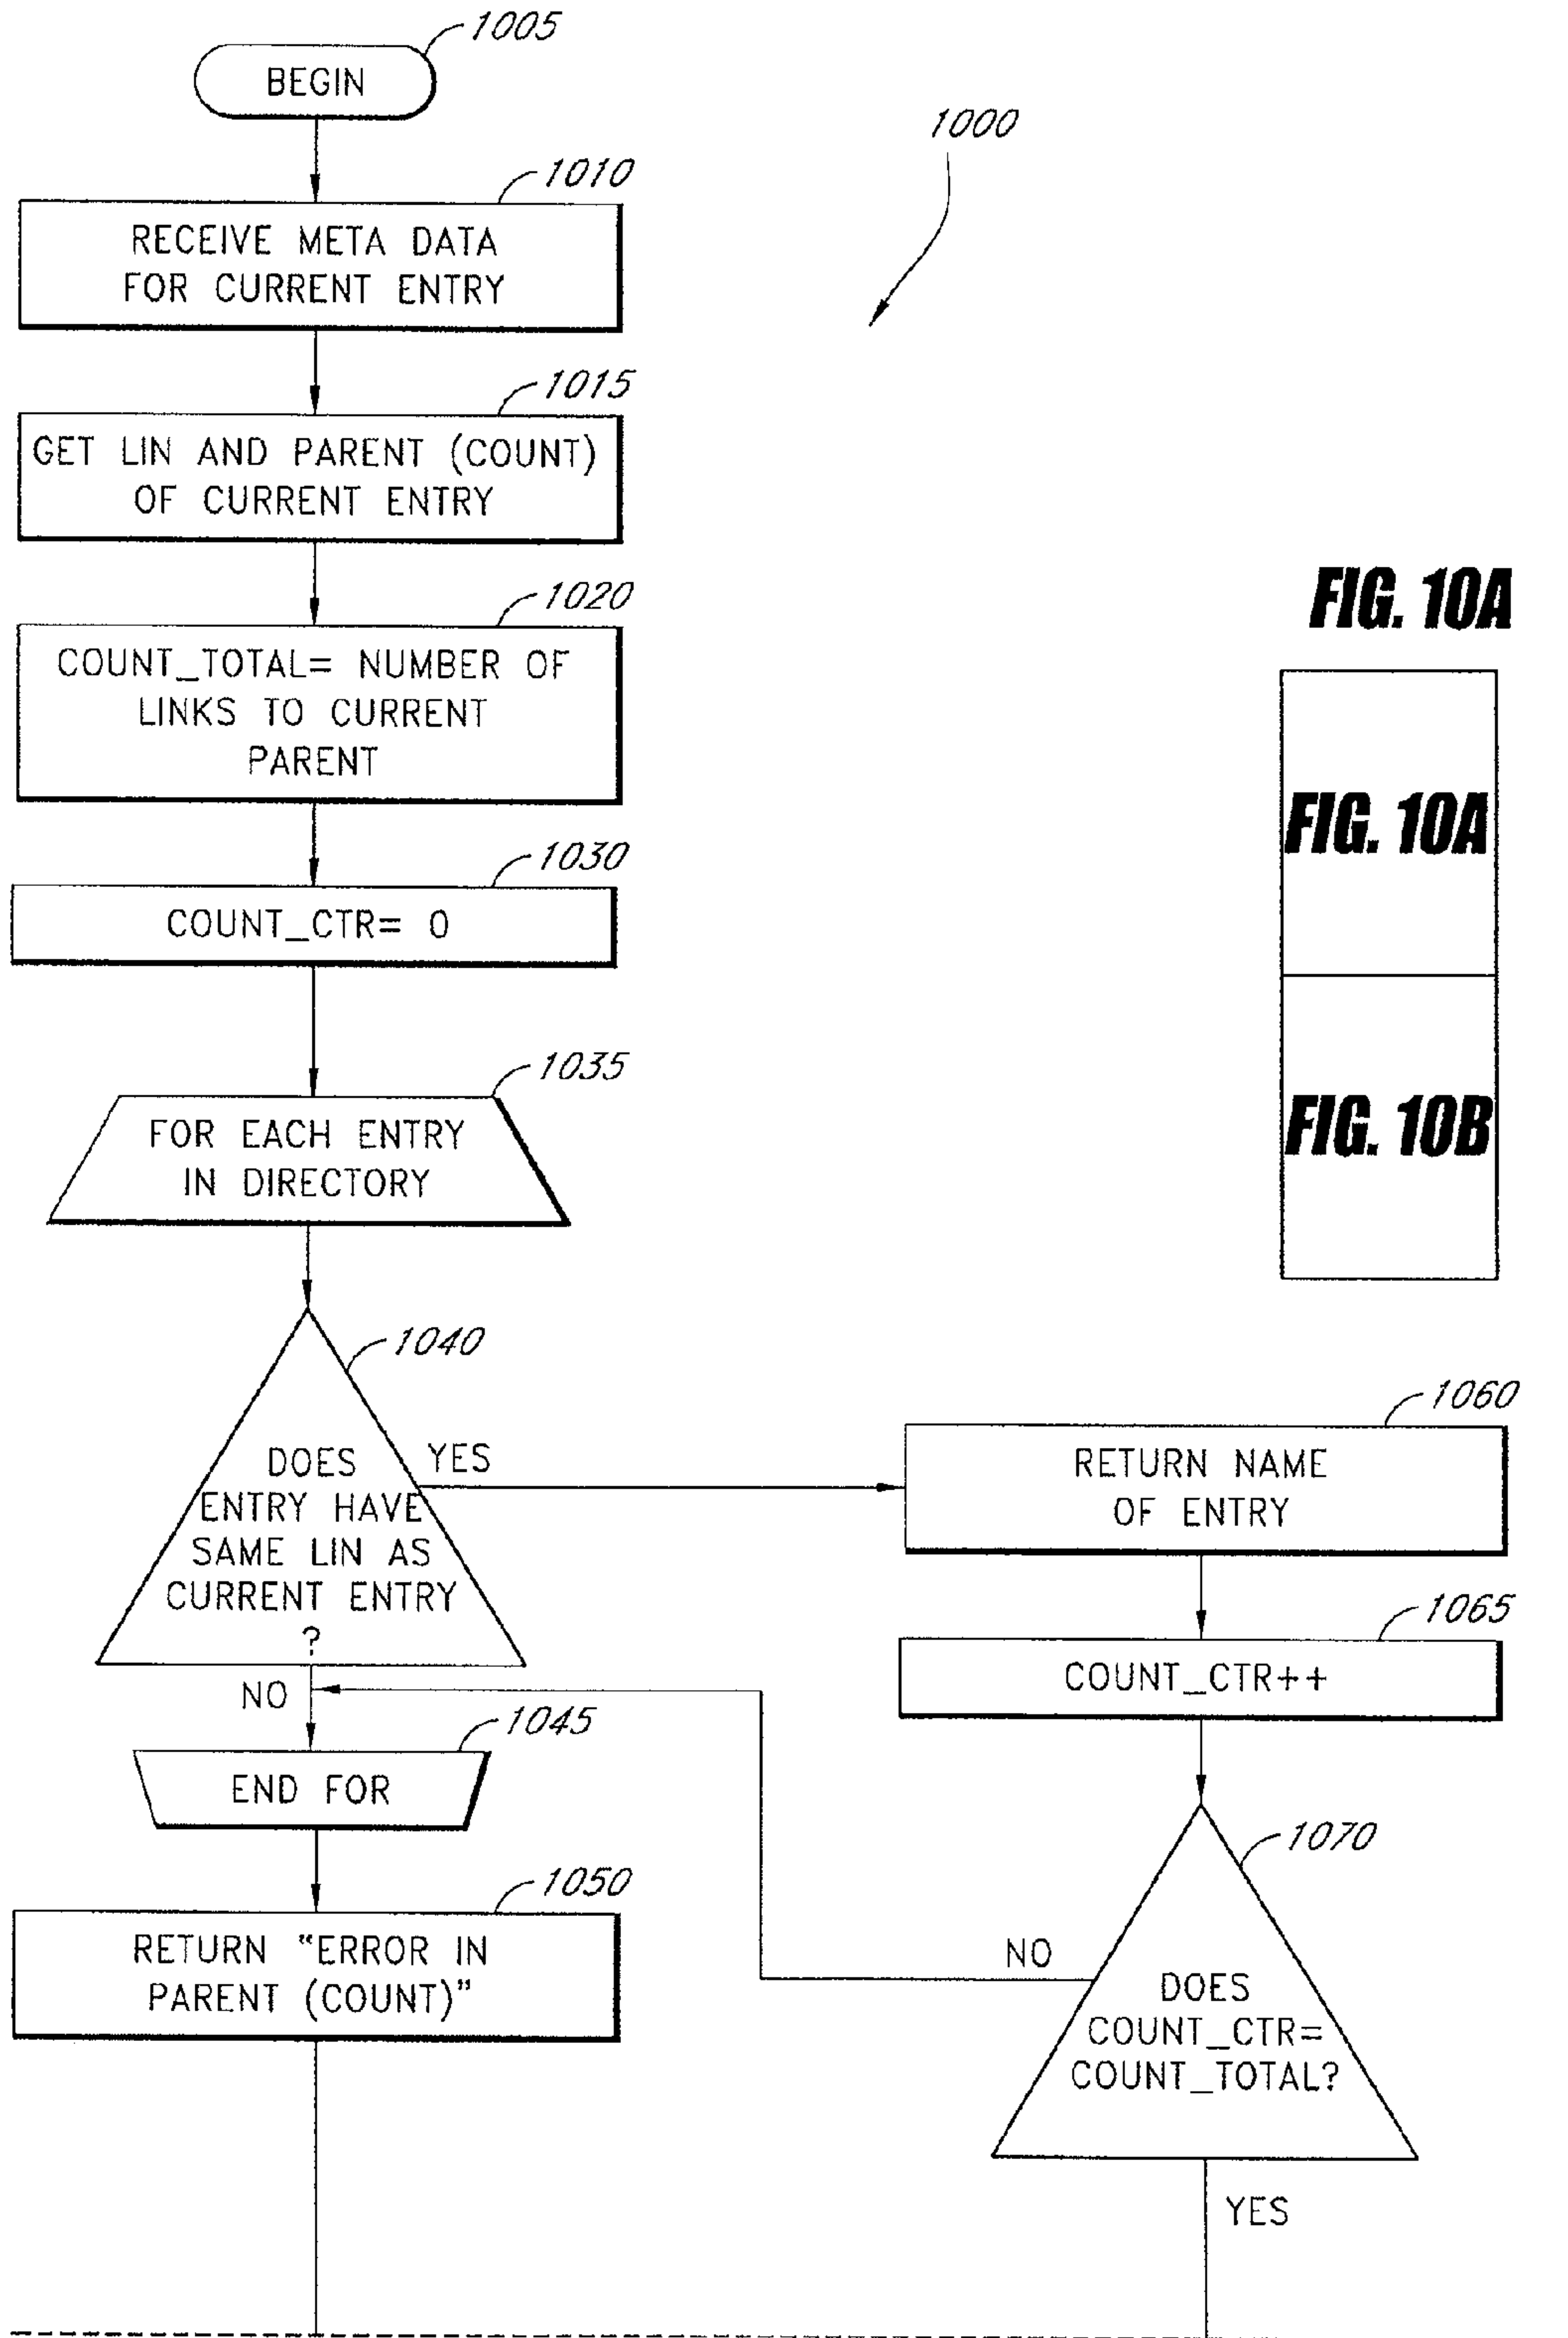 1005
BEGIN
1000
1010
RECEIVE META DATA
FOR CURRENT ENTRY
1015
GET LIN AND PARENT (COUNT)
OF CURRENT ENTRY
1020
COUNT_TOTAL= NUMBER OF
LINKS TO CURRENT
PARENT
FIG. 10A
FIG. 10A
FIG. 10B
1030
COUNT_CTR= 0
1035
FOR EACH ENTRY
IN DIRECTORY
1040
DOES
ENTRY HAVE
SAME LIN AS
CURRENT ENTRY
?
YES
NO
1060
RETURN NAME
OF ENTRY
1065
COUNT_CTR++
1045
END FOR
1050
RETURN “ERROR IN
PARENT (COUNT)”
1070
DOES
COUNT_CTR=
COUNT_TOTAL?
NO
YES